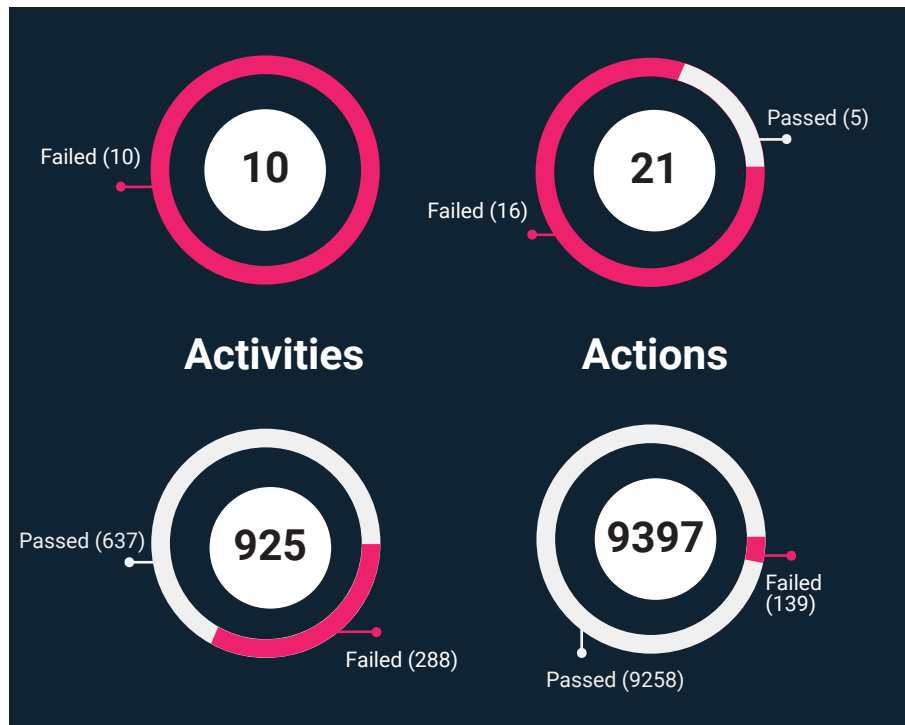 Failed (10)
10
Passed (5)
21
Failed (16)
Activities
Actions
Passed (637)
925
Failed (288)
9397
Failed
(139)
Passed (9258)